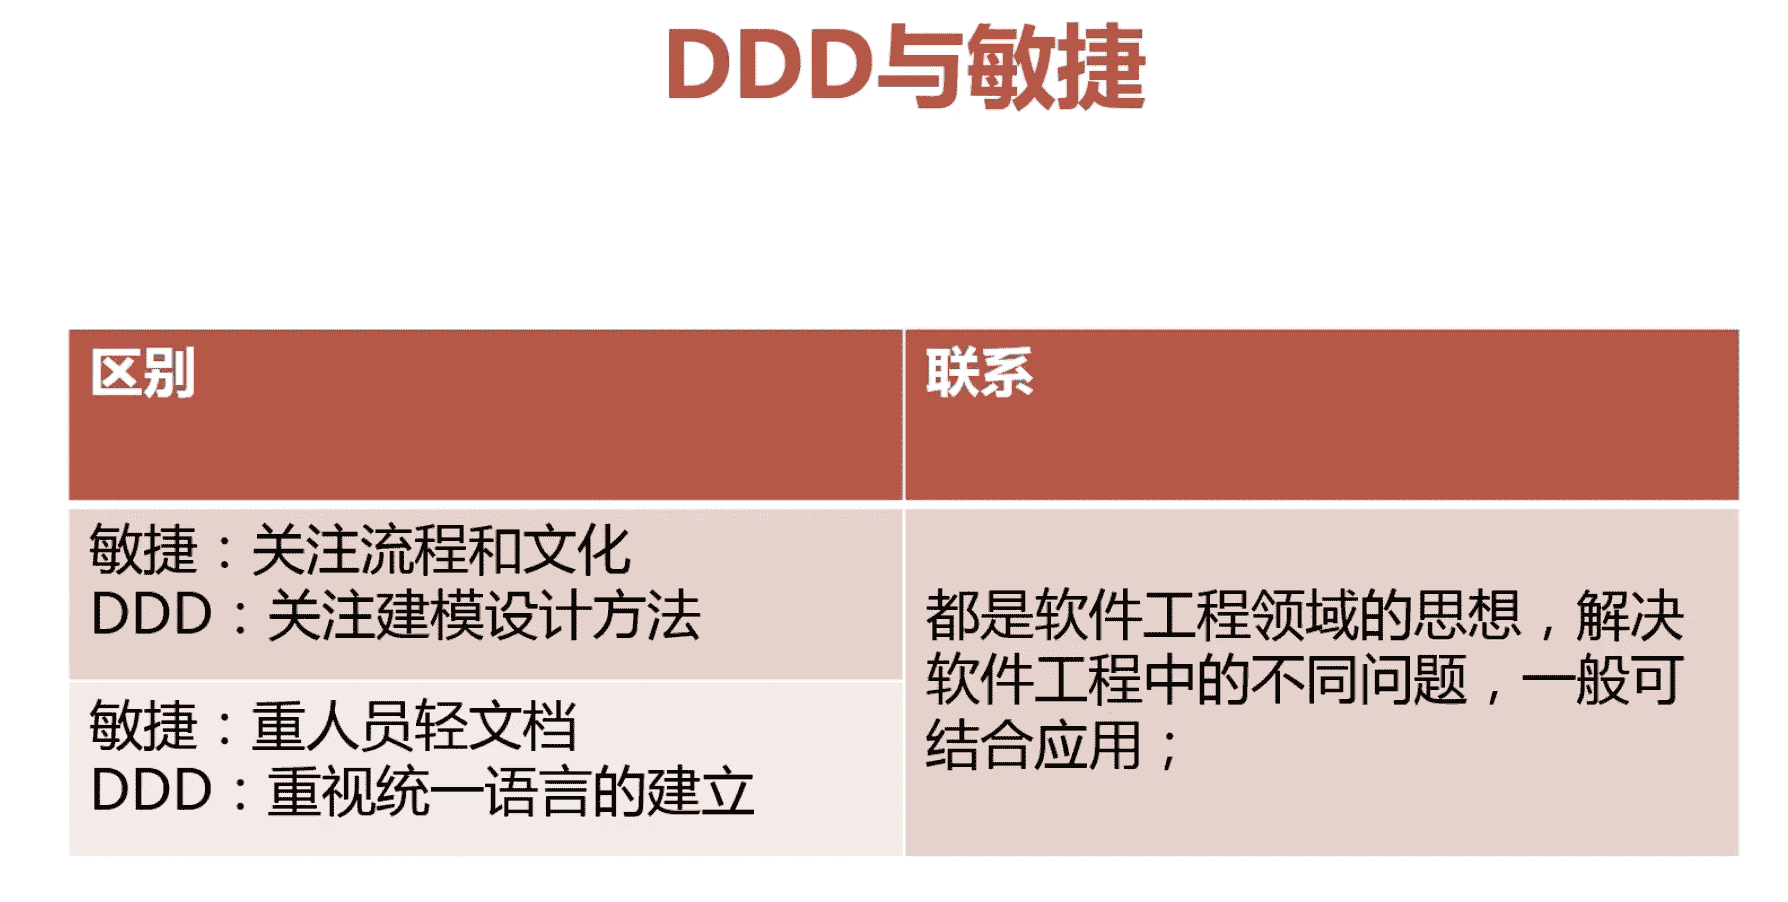 DDD与敏捷
区别
联系
敏捷：关注流程和文化
DDD：关注建模设计方法
敏捷：重人员轻文档
DDD：重视统一语言的建立
都是软件工程领域的思想，解决
软件工程中的不同问题，一般可
结合应用；